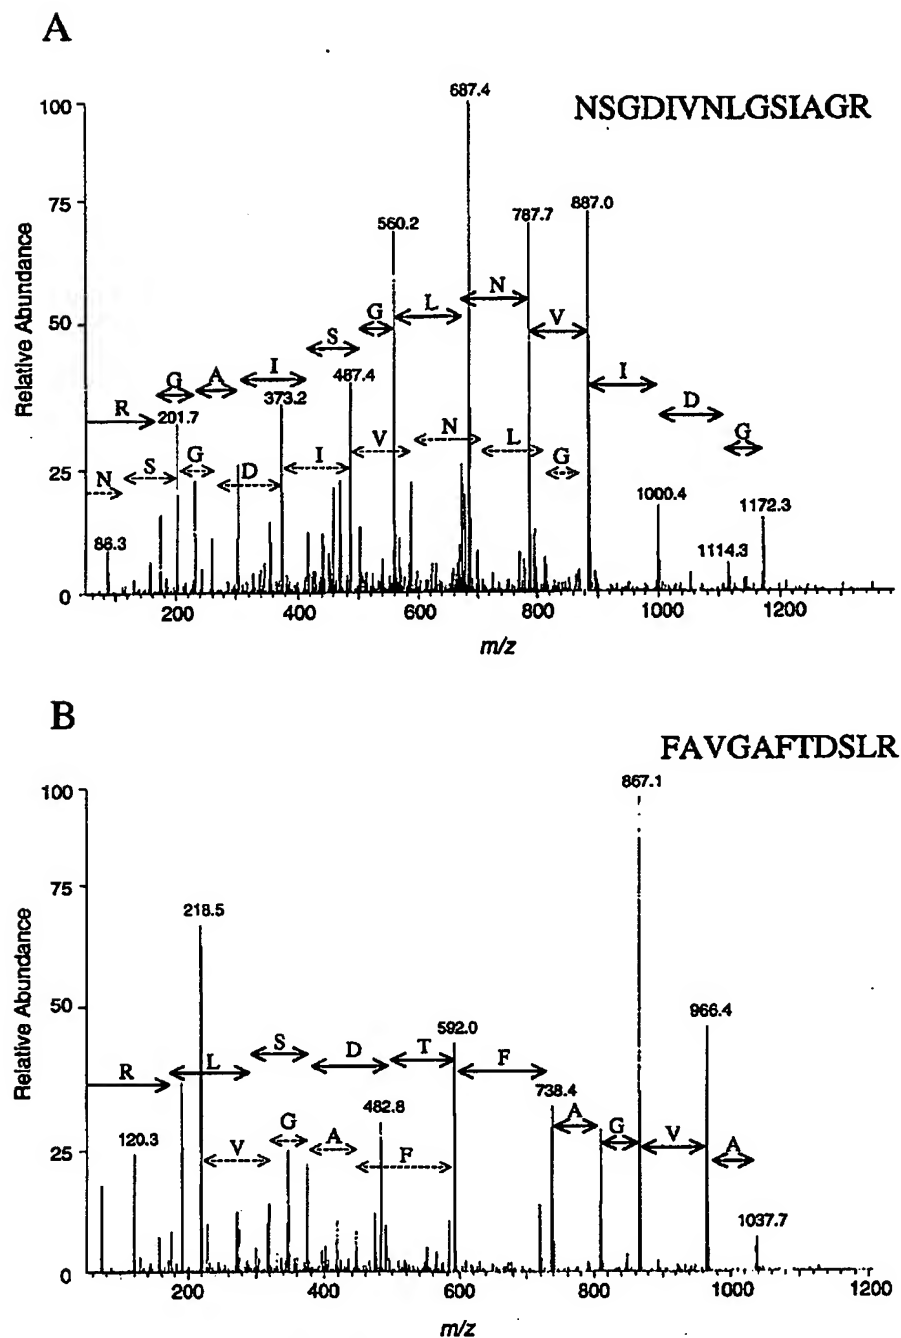 A
NSGDIVNLGSIAGR
Relative Abundance
100
75
50
25
0
687.4
887.0
787.7
560.2
N
V
L
G
S
487.4
I
A
G
373.2
I
R
201.7
D
G
N
V
L
I
G
S
G
D
N
88.3
1000.4
1172.3
1114.3
200
400
600
800
1000
1200
m/z
B
FAVGAFTDSLR
Relative Abundance
100
75
50
25
0
867.1
218.5
966.4
592.0
S
D
T
F
L
R
738.4
482.8
A
G
V
A
120.3
G
A
V
F
1037.7
200
400
600
800
1000
1200
m/z